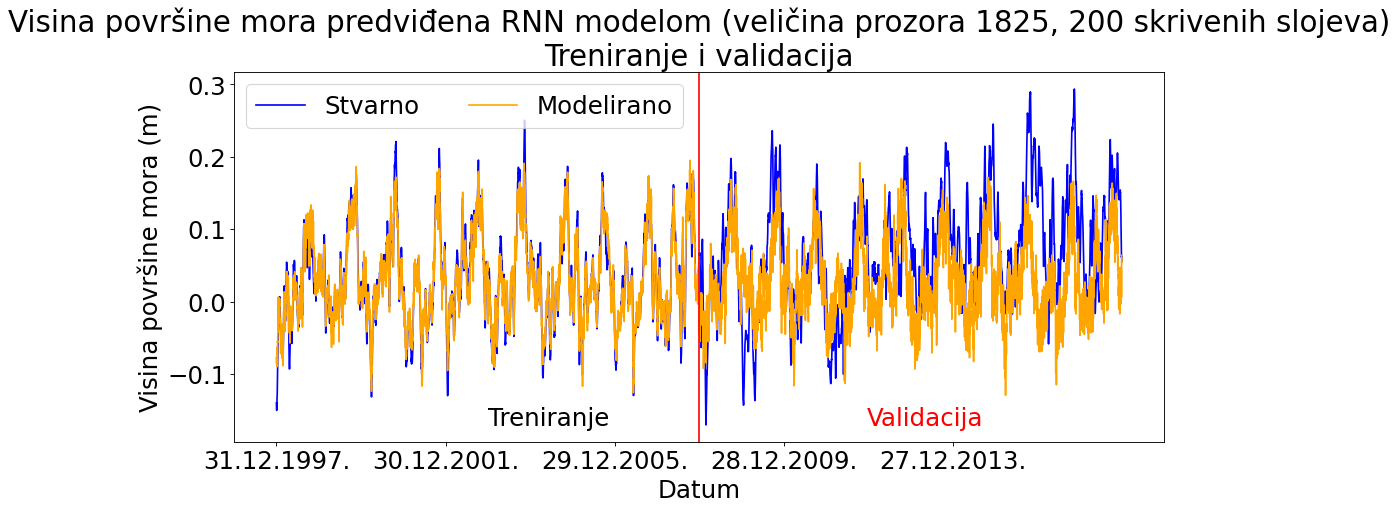 Visina površine mora predviđena RNN modelom (veličina prozora 1825, 200 skrivenih slojeva)
Treniranje i validacija
Stvarno
Modelirano
Visina površine mora (m)
0.3
0.2
0.1
0.0
−0.1
Treniranje
Validacija
31.12.1997.
30.12.2001.
29.12.2005.
28.12.2009.
27.12.2013.
Datum